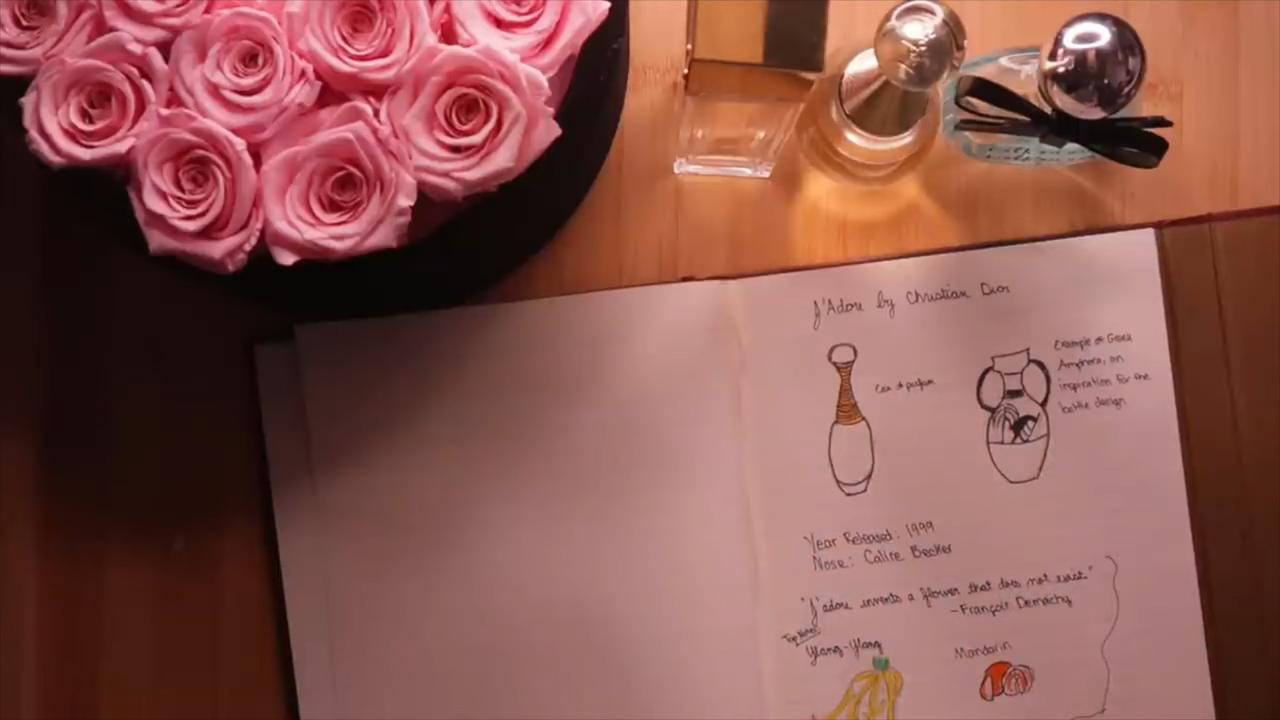 J'Adore by Christian Dior
Eau de parfum
Example of Greek
Amphora, an
inspiration for the
bottle design
Year Released: 1999
Nose: Calice Becker
"J'adore invents a flower that does not exist."
-François Demachy
Top Notes:
Ylang-Ylang
Mandarin